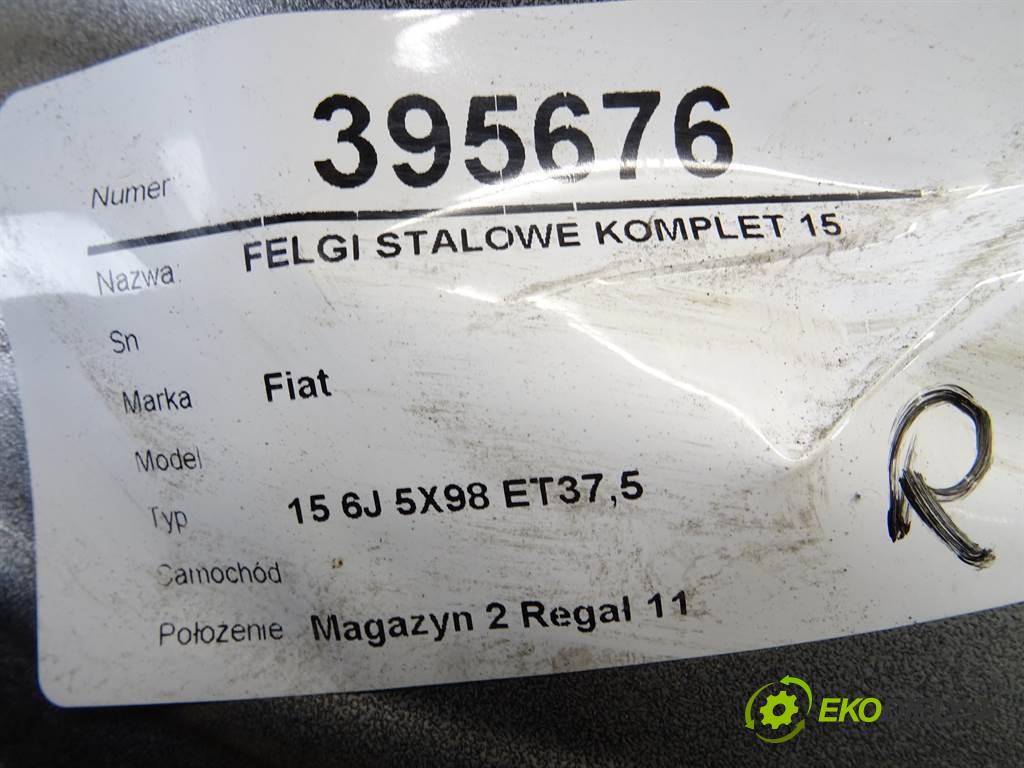 Numer 395676
Nazwa: FELGI STALOWE KOMPLET 15
Sn
Marka Fiat
Model
Typ 15 6J 5X98 ET37,5
Samochód
Położenie Magazyn 2 Regał 11
R
EKO